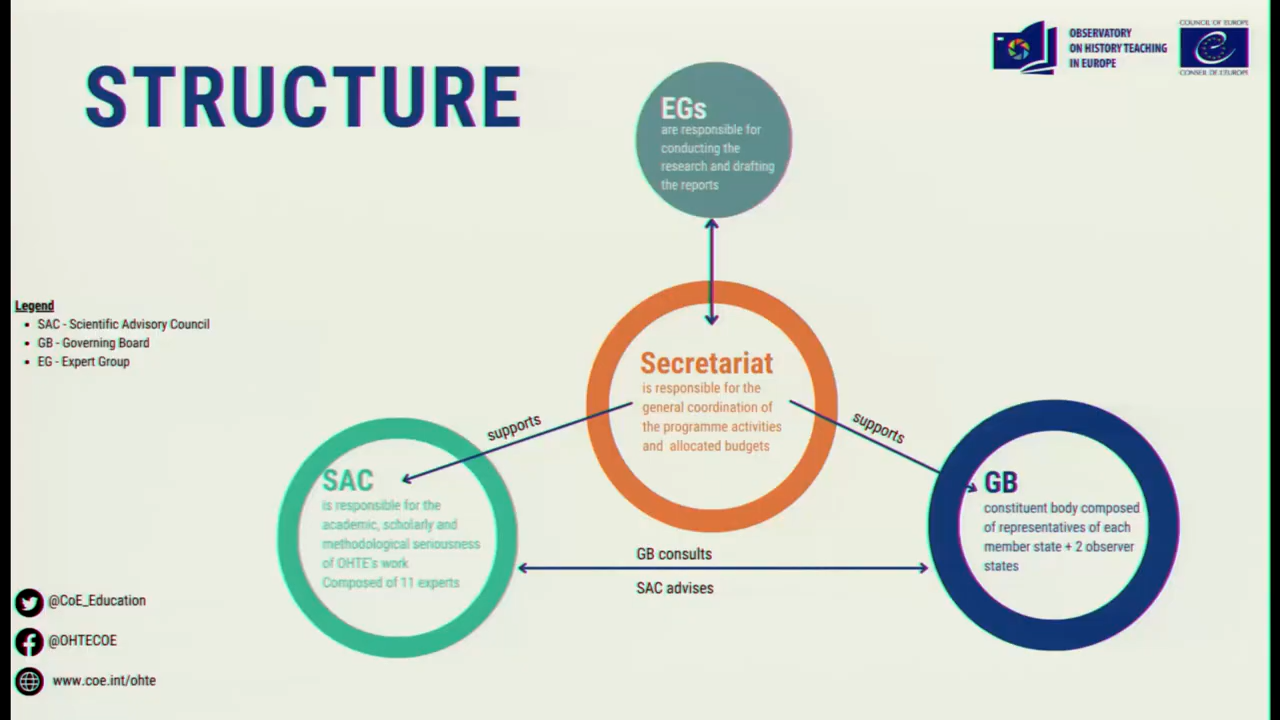 STRUCTURE
OBSERVATORY
ON HISTORY TEACHING
IN EUROPE
COUNCIL OF EUROPE
CONSEIL DE L'EUROPE
EGs
are responsible for
conducting the
research and drafting
the reports
Legend
• SAC - Scientific Advisory Council
• GB - Governing Board
• EG - Expert Group
Secretariat
is responsible for the
general coordination of
the programme activities
and allocated budgets
supports
supports
SAC
is responsible for the
academic, scholarly and
methodological seriousness
of OHTE's work
Composed of 11 experts
GB
constituent body composed
of representatives of each
member state + 2 observer
states
GB consults
SAC advises
@CoE_Education
@OHTECOE
www.coe.int/ohte